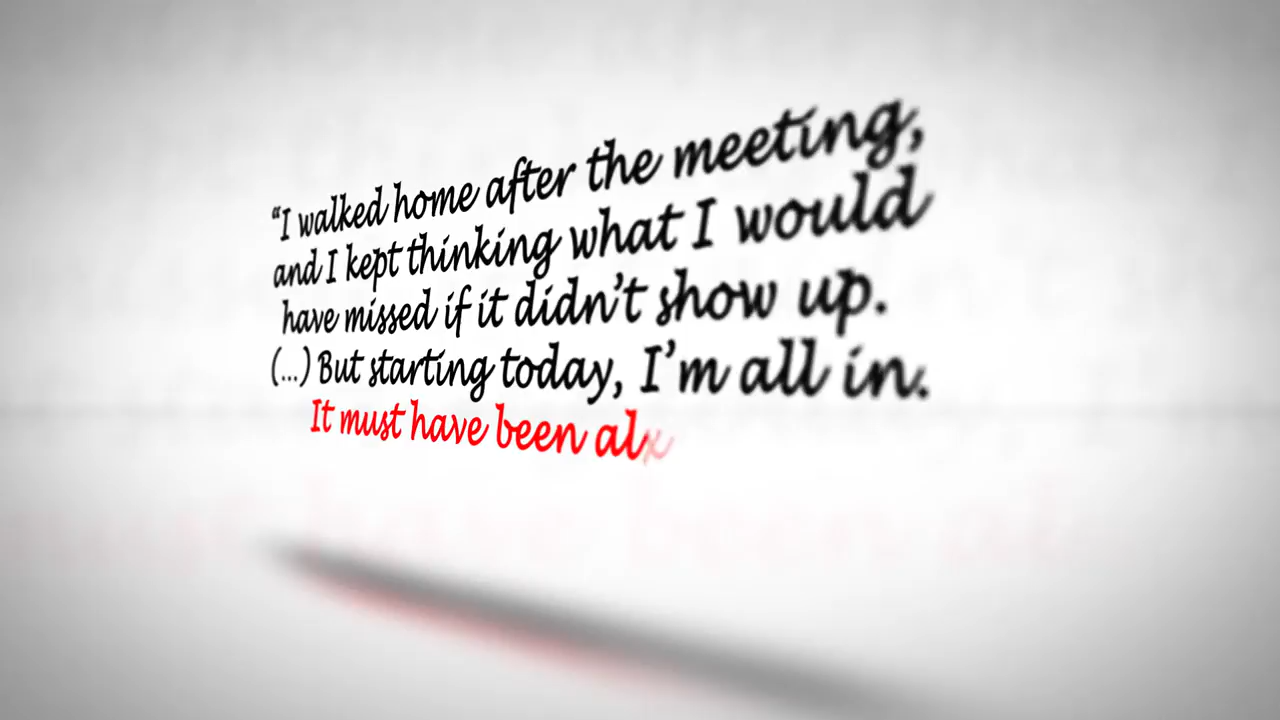 “I walked home after the meeting,
and I kept thinking what I would
have missed if it didn’t show up.
(...) But starting today, I’m all in.
It must have been